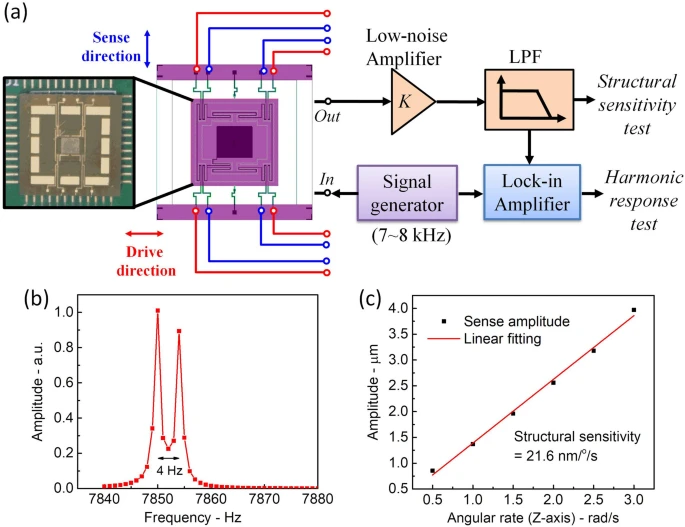 (a)
Sense
direction
Low-noise
Amplifier
LPF
K
Out
Structural
sensitivity
test
In
Signal
generator
(7~8 kHz)
Lock-in
Amplifier
Harmonic
response
test
Drive
direction
(b)
1.0
0.8
0.6
0.4
0.2
0.0
Amplitude - a.u.
4 Hz
7840 7850 7860 7870 7880
Frequency - Hz
(c)
4.0
3.5
3.0
2.5
2.0
1.5
1.0
0.5
Amplitude - μm
Sense amplitude
Linear fitting
Structural sensitivity
= 21.6 nm/°/s
0.5 1.0 1.5 2.0 2.5 3.0
Angular rate (Z-axis) - rad/s